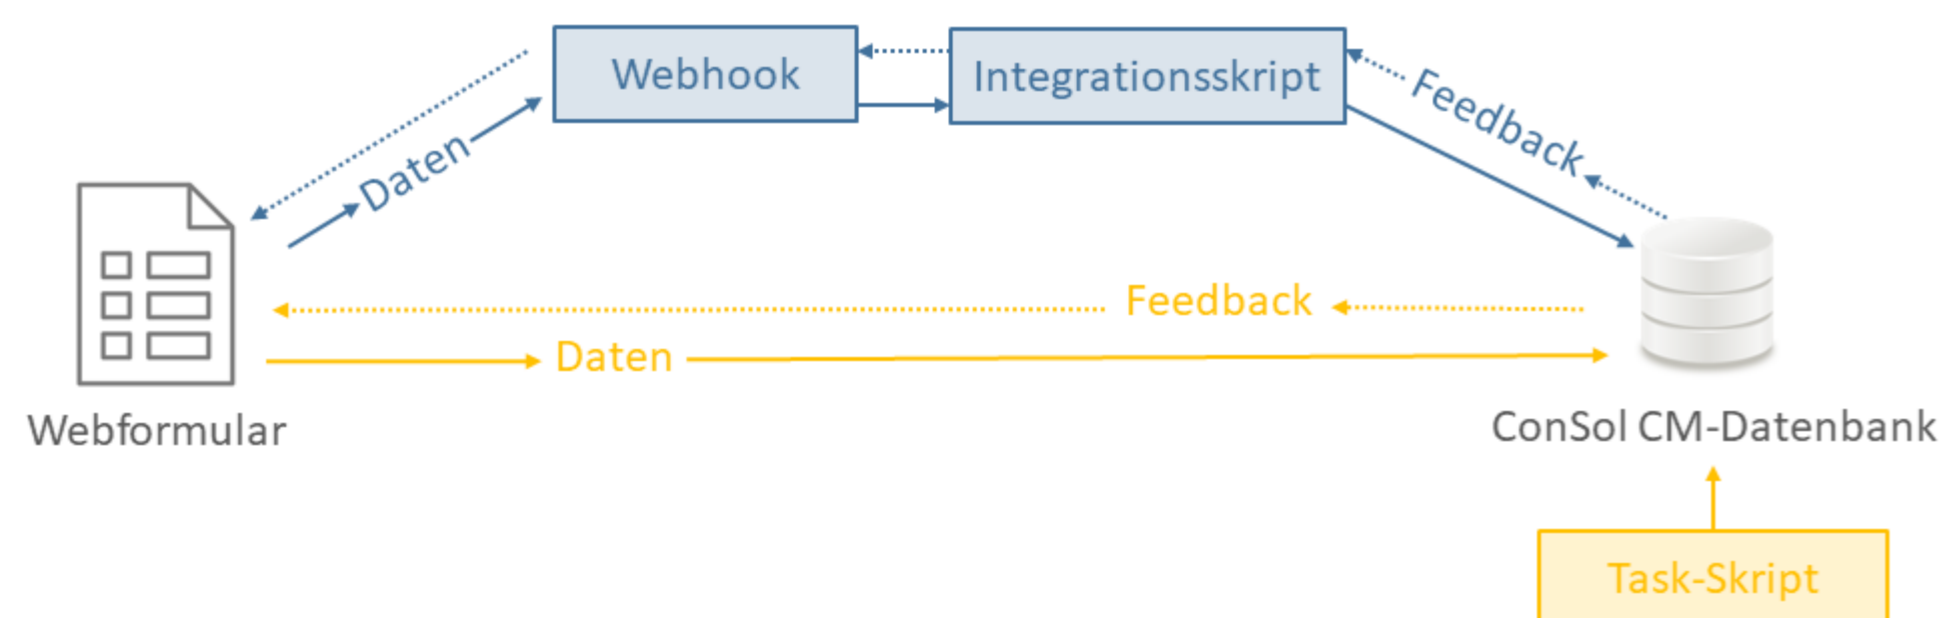 Webhook
Integrationsskript
Feedback
Daten
Feedback
Daten
Webformular
ConSol CM-Datenbank
Task-Skript